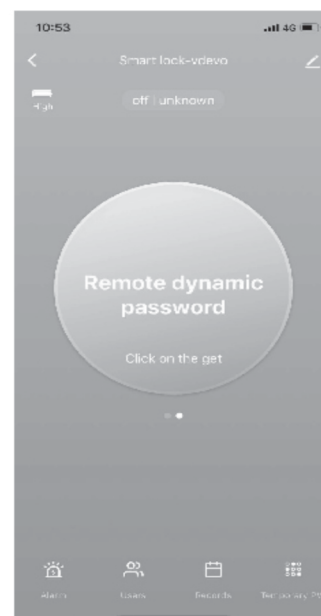 10:53
4G
Smart lock-vdevo
High
off unknown
Remote dynamic
password
Click on the get
Alarm Users Records Temporary